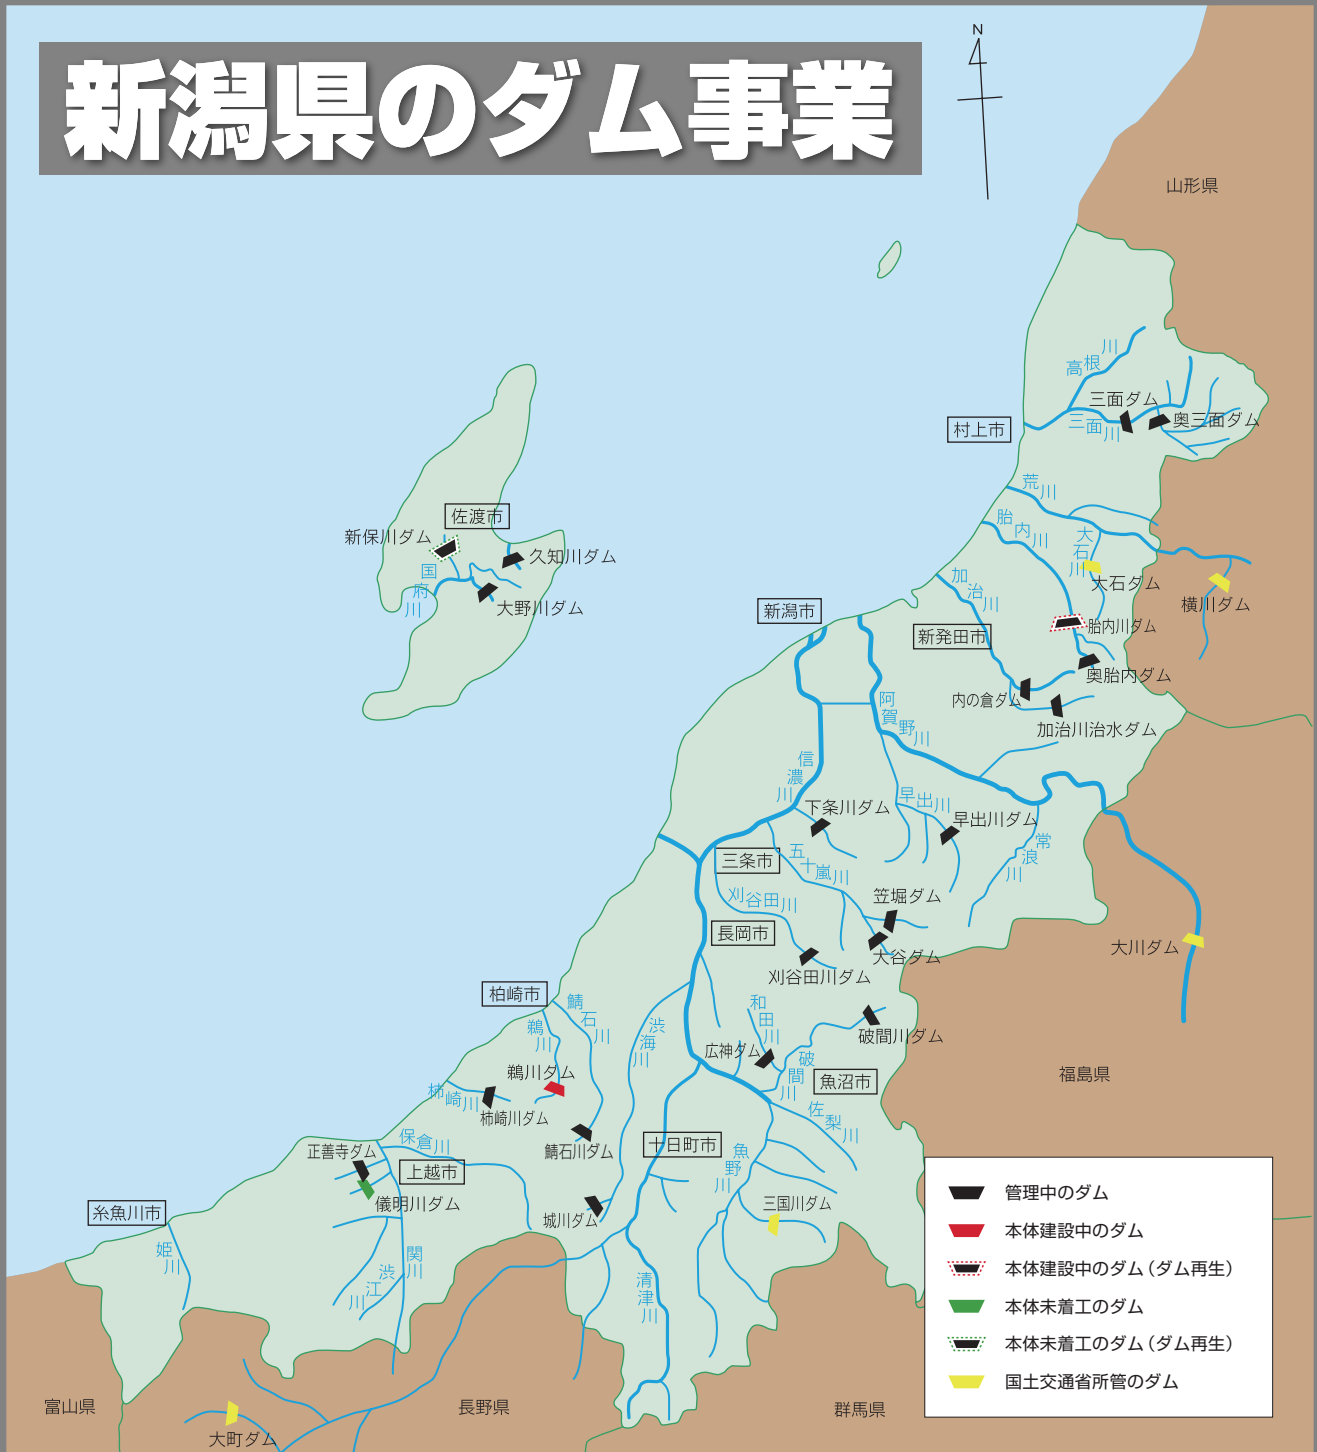 新潟県のダム事業
N
山形県
高根川
三面ダム
奥三面ダム
三面川
村上市
荒川
胎内川
大石川
大石ダム
横川ダム
加治川
胎内川ダム
新発田市
奥胎内ダム
内の倉ダム
加治川治水ダム
佐渡市
新保川ダム
久知川ダム
国府川
大野川ダム
新潟市
阿賀野川
信濃川
下条川ダム
早出川
早出川ダム
常浪川
三条市
五十嵐川
刈谷田川
笠堀ダム
長岡市
大谷ダム
刈谷田川ダム
大川ダム
柏崎市
鯖石川
鵜川
渋海川
和田川
破間川ダム
広神ダム
破間川
魚沼市
福島県
鵜川ダム
柿崎川
柿崎川ダム
佐梨川
鯖石川ダム
十日町市
魚野川
保倉川
正善寺ダム
上越市
儀明川ダム
城川ダム
三国川ダム
糸魚川市
姫川
関川
渋江川
清津川
富山県
長野県
群馬県
大町ダム
管理中のダム
本体建設中のダム
本体建設中のダム（ダム再生）
本体未着工のダム
本体未着工のダム（ダム再生）
国土交通省所管のダム